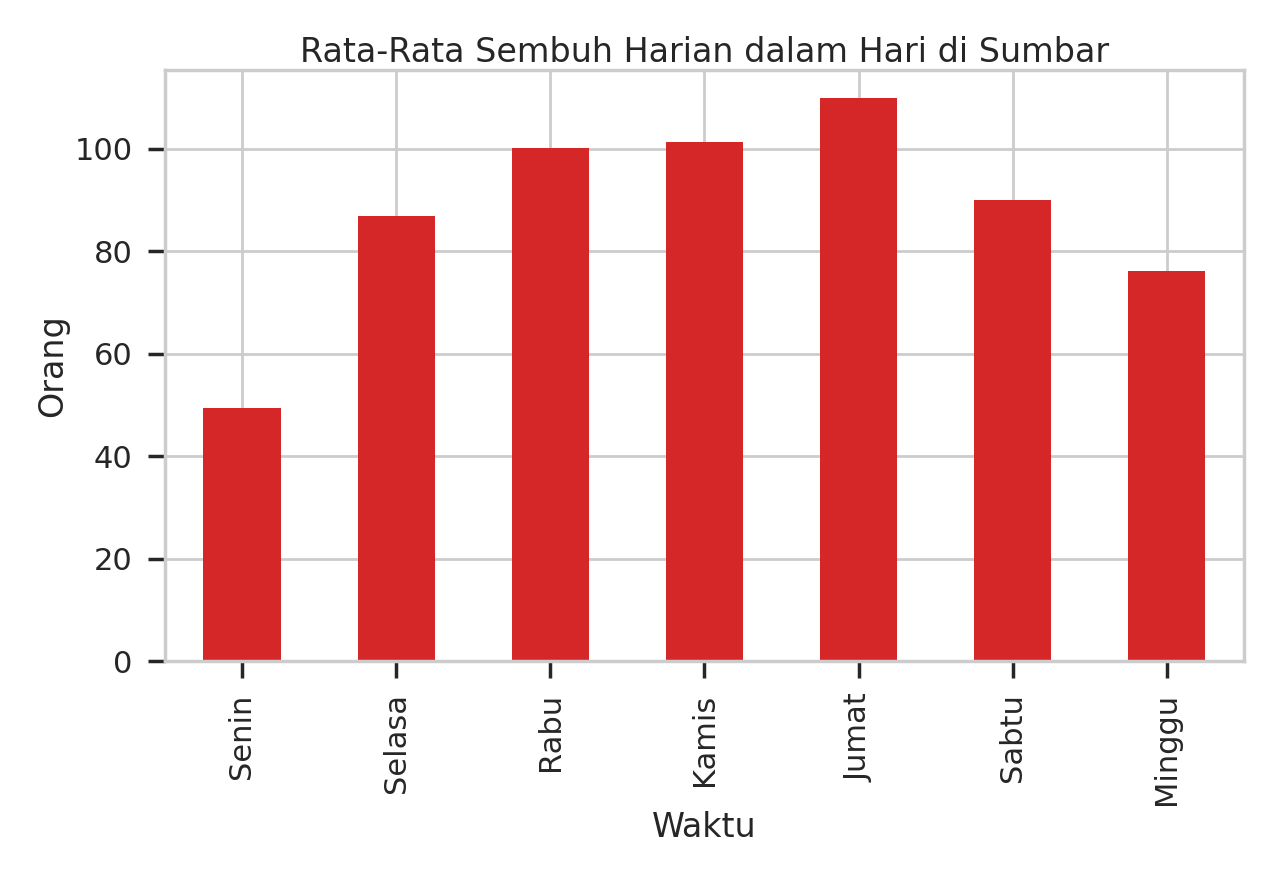 Rata-Rata Sembuh Harian dalam Hari di Sumbar
Orang
100
80
60
40
20
0
Senin
Selasa
Rabu
Kamis
Jumat
Sabtu
Minggu
Waktu